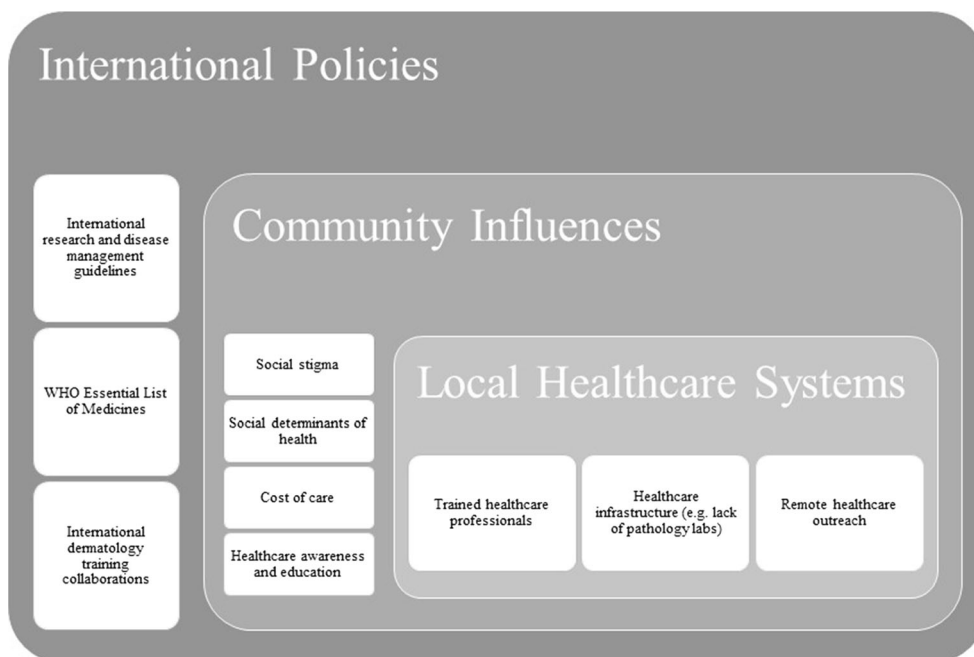 International Policies
International
research and disease
management
guidelines
WHO Essential List
of Medicines
International
dermatology
training
collaborations
Community Influences
Social stigma
Social determinants of
health
Cost of care
Healthcare awareness
and education
Local Healthcare Systems
Trained healthcare
professionals
Healthcare
infrastructure (e.g. lack
of pathology labs)
Remote healthcare
outreach